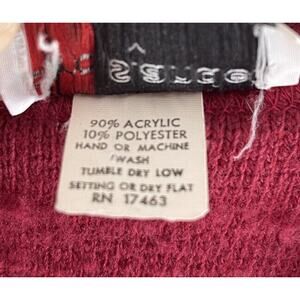 90% ACRYLIC
10% POLYESTER
HAND OR MACHINE
WASH
TUMBLE DRY LOW
SETTING OR DRY FLAT
RN 17463